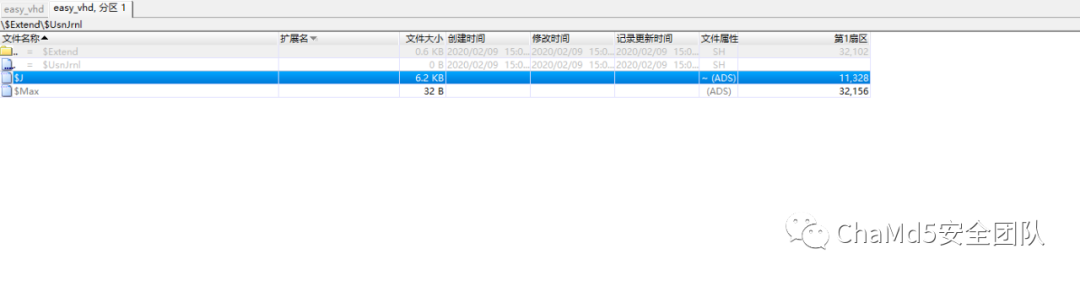 easy_vhd easy_vhd, 分区 1
\$Extend\$UsnJrnl
文件名称 扩展名 文件大小 创建时间 修改时间 记录更新时间 文件属性 第1扇区
.. = $Extend 0.6 KB 2020/02/09 15:0... 2020/02/09 15:0... 2020/02/09 15:0... SH 32,102
. = $UsnJrnl 0 B 2020/02/09 15:0... 2020/02/09 15:0... 2020/02/09 15:0... SH
$J 6.2 KB ~ (ADS) 11,328
$Max 32 B (ADS) 32,156
ChaMd5安全团队